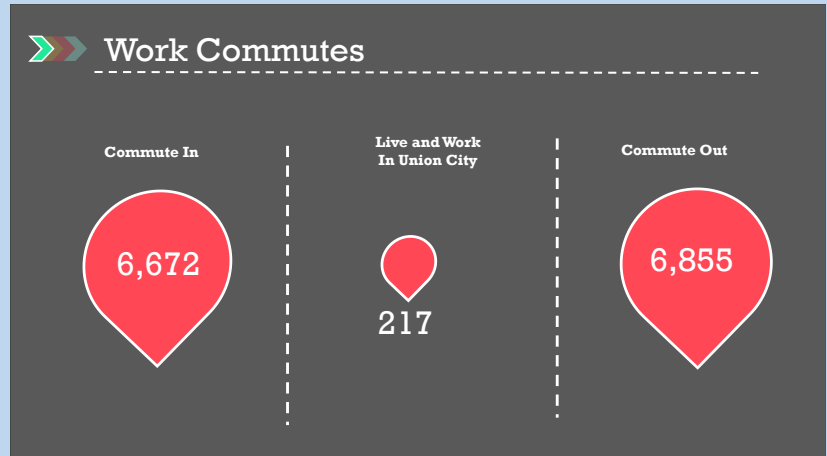 Work Commutes
Commute In
6,672
Live and Work
In Union City
217
Commute Out
6,855